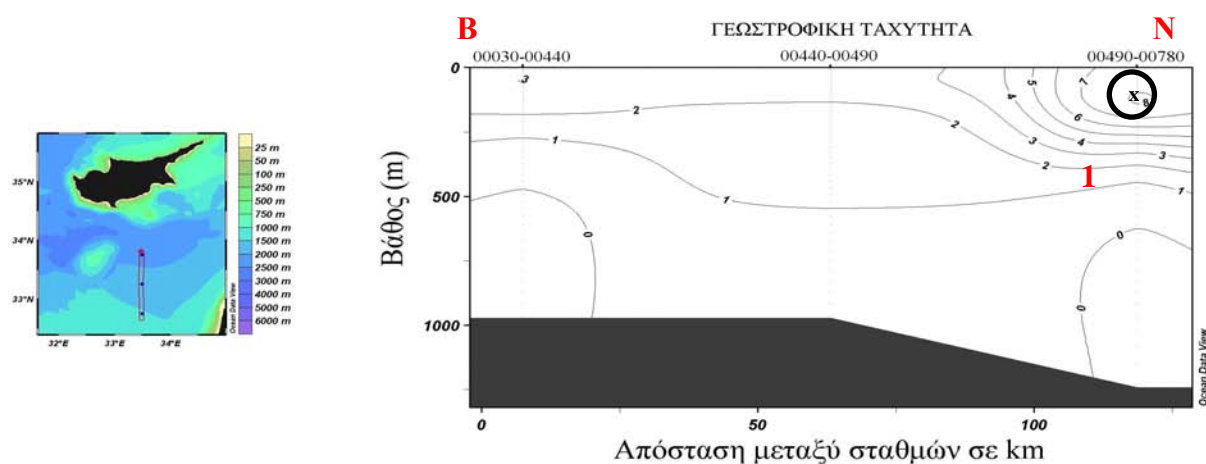 B ΓΕΩΣΤΡΟΦΙΚΗ ΤΑΧΥΤΗΤΑ N
00030-00440 00440-00490 00490-00780
0
500
1000
Βάθος (m)
3
2
2
2
1
1
1
0
0
0
3
4
5
7
6
4
3
8
x
1
0 50 100
Απόσταση μεταξύ σταθμών σε km
Ocean Data View
35°N
34°N
33°N
32°E 33°E 34°E
25 m
50 m
100 m
250 m
500 m
750 m
1000 m
1500 m
2000 m
2500 m
3000 m
4000 m
5000 m
6000 m
Ocean Data View